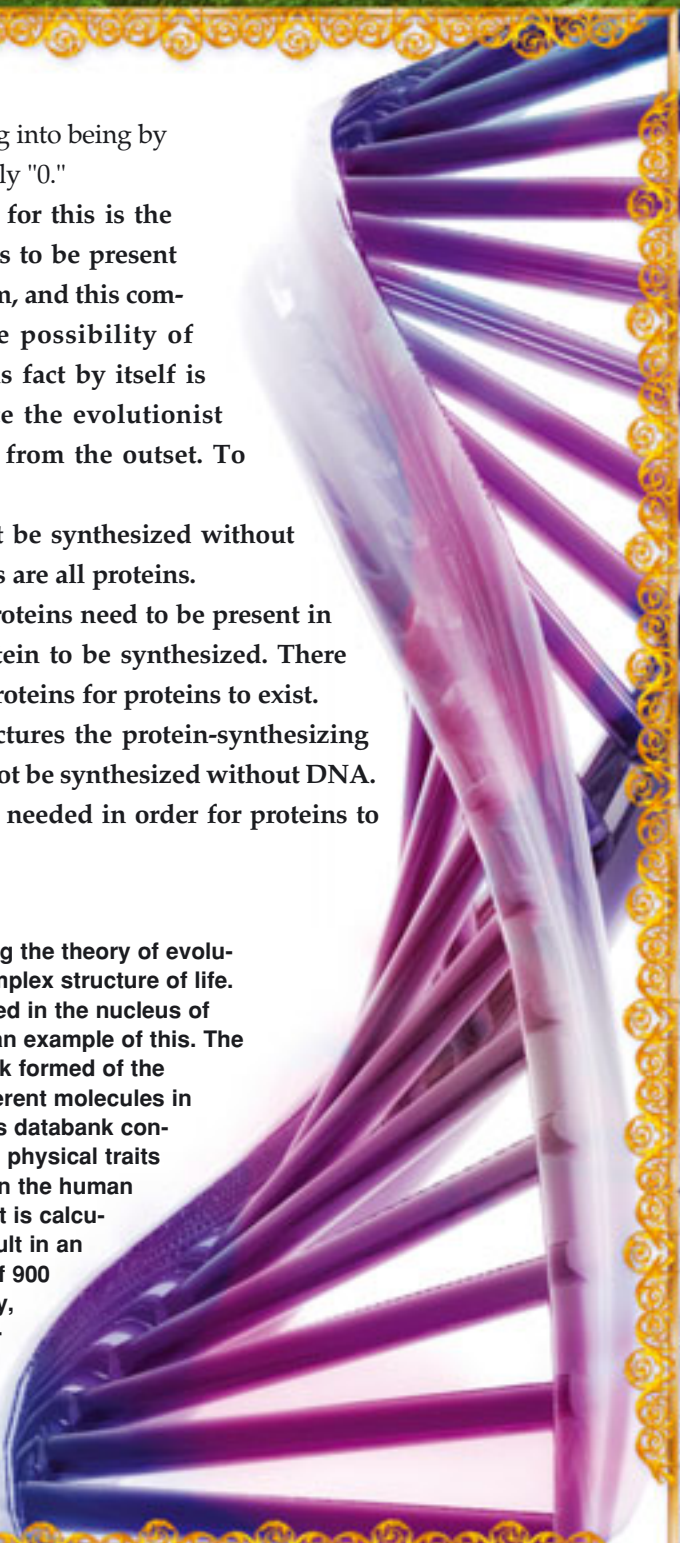 g into being by
ly "0."
for this is the
s to be present
n, and this com-
e possibility of
s fact by itself is
e the evolutionist
from the outset. To
t be synthesized without
s are all proteins.
roteins need to be present in
tein to be synthesized. There
roteins for proteins to exist.
ctures the protein-synthesizing
ot be synthesized without DNA.
needed in order for proteins to
g the theory of evolu-
mplex structure of life.
ed in the nucleus of
an example of this. The
k formed of the
erent molecules in
s databank con-
physical traits
n the human
t is calcu-
ult in an
f 900
y,